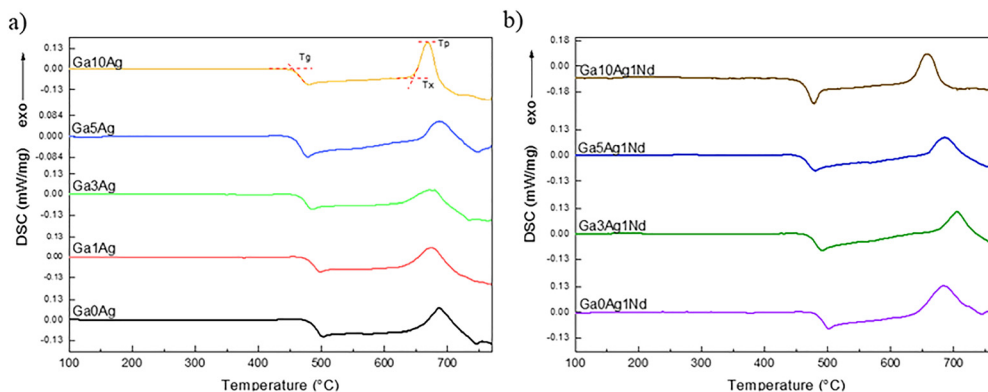 a)
exo
DSC (mW/mg)
0.13
0.00
-0.13
0.084
0.000
-0.084
0.13
0.00
-0.13
0.13
0.00
-0.13
0.13
0.00
-0.13
Ga10Ag
Tg
Tp
Tx
Ga5Ag
Ga3Ag
Ga1Ag
Ga0Ag
100 200 300 400 500 600 700
Temperature (°C)
b)
exo
DSC (mW/mg)
0.18
0.00
-0.18
0.13
0.00
-0.13
0.13
0.00
-0.13
0.13
0.00
-0.13
Ga10Ag1Nd
Ga5Ag1Nd
Ga3Ag1Nd
Ga0Ag1Nd
100 200 300 400 500 600 700
Temperature (°C)